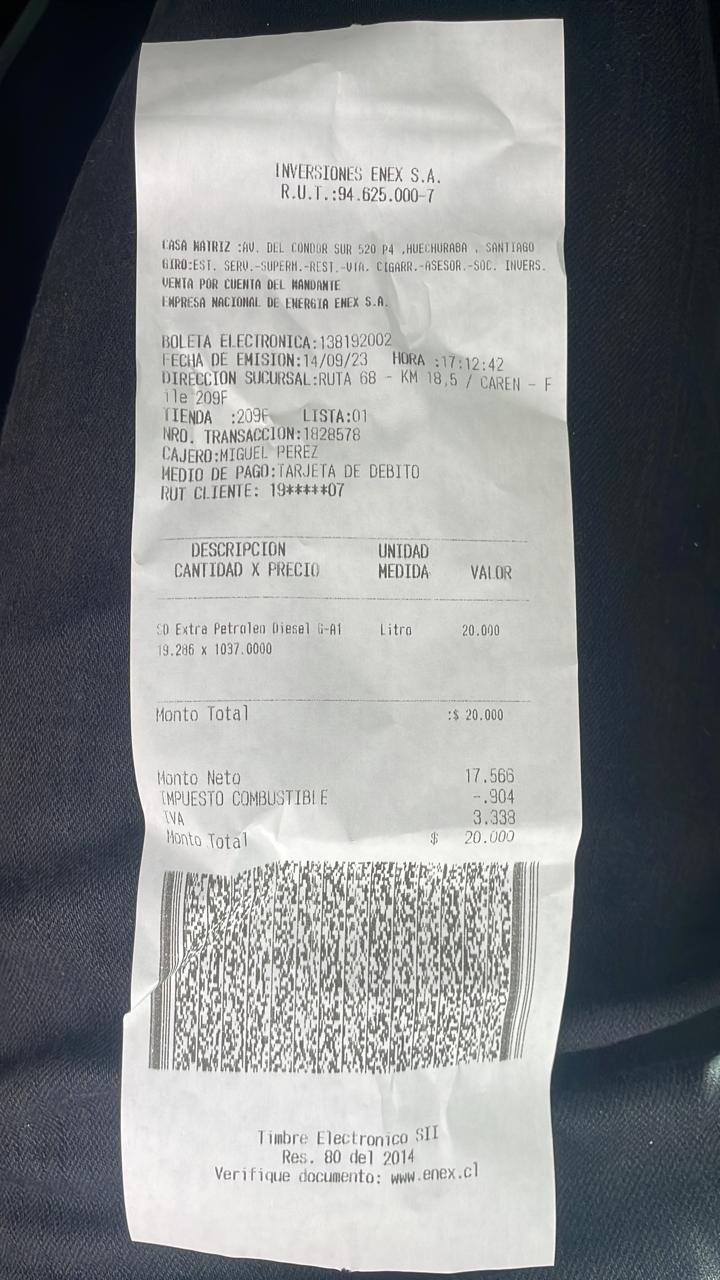 INVERSIONES ENEX S.A.
R.U.T.:94.625.000-7
CASA MATRIZ :AV. DEL CONDOR SUR 520 P4 ,HUECHURABA , SANTIAGO
GIRO:EST. SERV.-SUPERM.-REST.-VTA. CIGARR.-ASESOR.-SOC. INVERS.
VENTA POR CUENTA DEL MANDANTE
EMPRESA NACIONAL DE ENERGIA ENEX S.A.
BOLETA ELECTRONICA:138192002
FECHA DE EMISION:14/09/23 HORA :17:12:42
DIRECCION SUCURSAL:RUTA 68 - KM 18,5 / CAREN - F
ile 209F
TIENDA :209F LISTA:01
NRO. TRANSACCION:1828578
CAJERO:MIGUEL PEREZ
MEDIO DE PAGO:TARJETA DE DEBITO
RUT CLIENTE: 19*****07
DESCRIPCION UNIDAD
CANTIDAD X PRECIO MEDIDA VALOR
SD Extra Petroleo Diesel G-A1 Litro 20.000
19.286 x 1037.0000
Monto Total :$ 20.000
Monto Neto 17.566
IMPUESTO COMBUSTIBLE -.904
IVA 3.338
Monto Total $ 20.000
Timbre Electronico SII
Res. 80 del 2014
Verifique documento: www.enex.cl